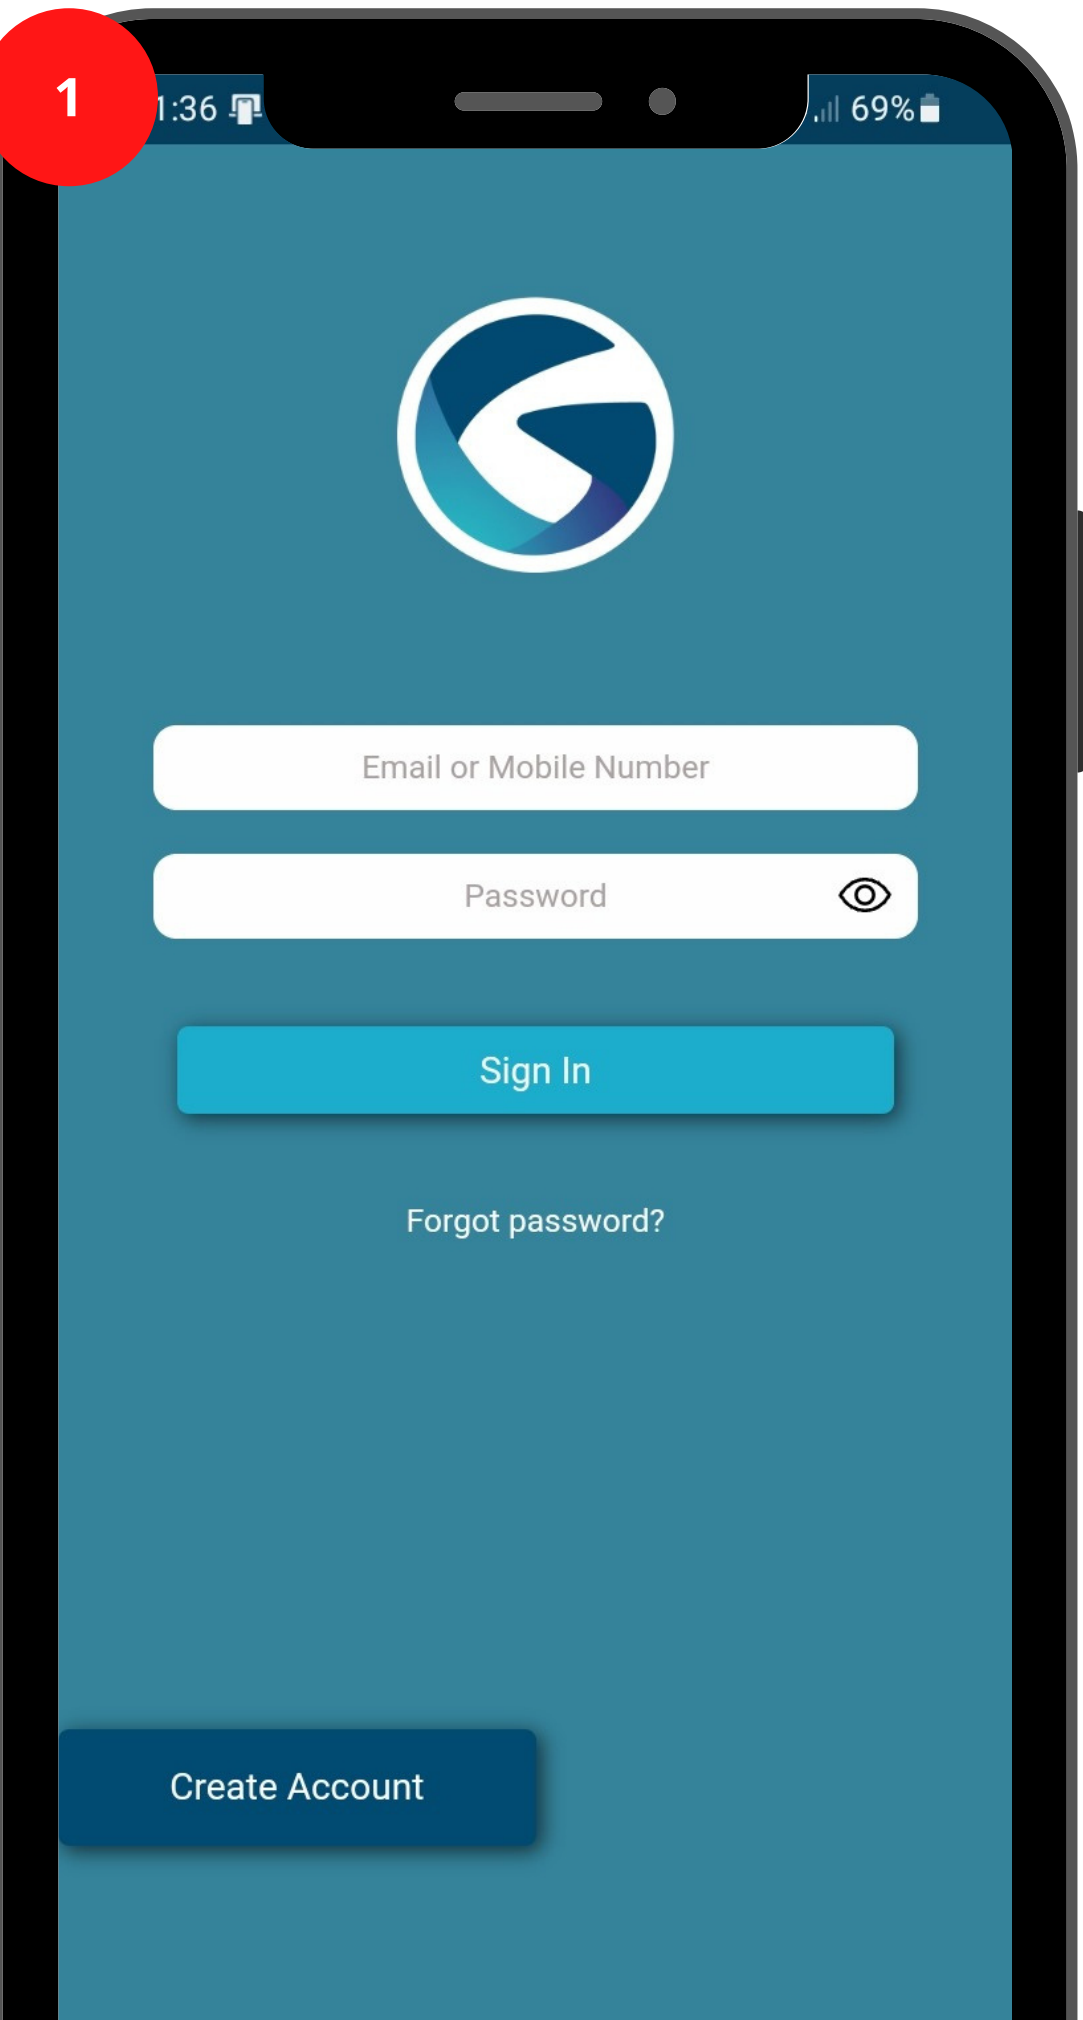 1
1:36
69%
Email or Mobile Number
Password
Sign In
Forgot password?
Create Account